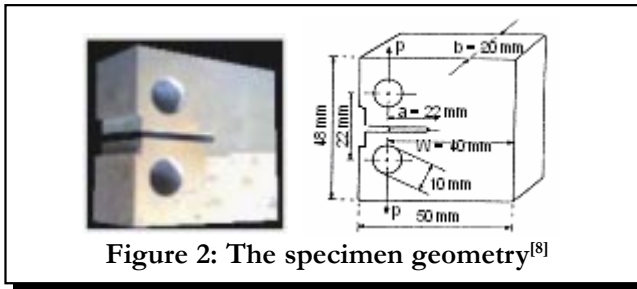 p
b = 20 mm
a = 22 mm
W = 40 mm
48 mm
22 mm
10 mm
p
50 mm
Figure 2: The specimen geometry[8]